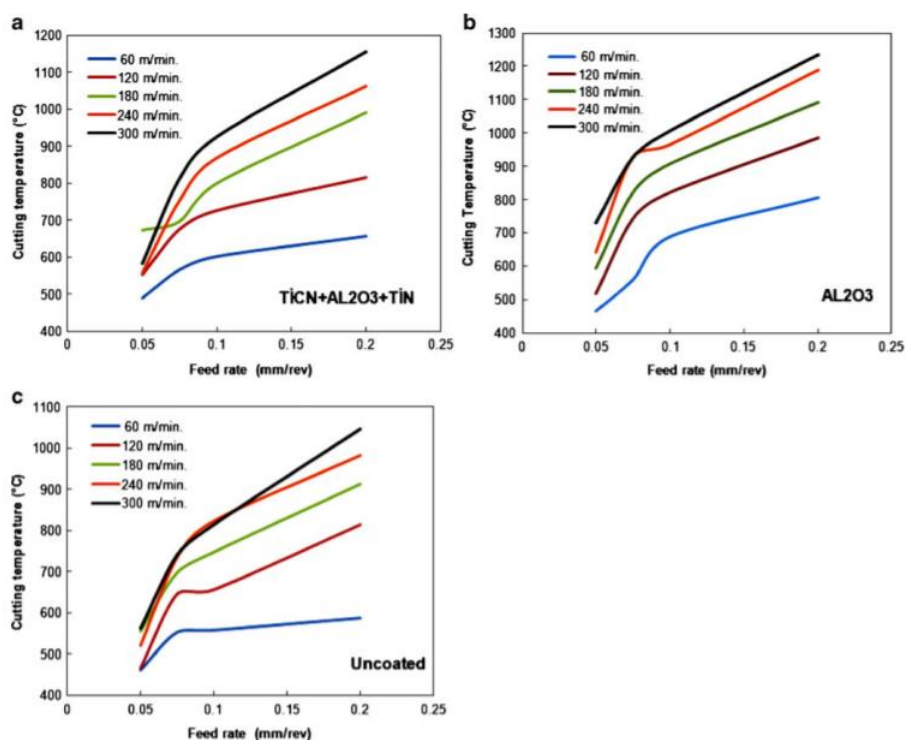 a
1200
1100
1000
900
800
700
600
500
400
0
0.05
0.1
0.15
0.2
0.25
Cutting temperature (°C)
Feed rate (mm/rev)
60 m/min.
120 m/min.
180 m/min.
240 m/min.
300 m/min.
TİCN+AL2O3+TİN
b
1300
1200
1100
1000
900
800
700
600
500
400
0
0.05
0.1
0.15
0.2
0.25
Cutting Temperature (°C)
Feed rate (mm/rev)
60 m/min.
120 m/min.
180 m/min.
240 m/min.
300 m/min.
AL2O3
c
1100
1000
900
800
700
600
500
400
0
0.05
0.1
0.15
0.2
0.25
Cutting temperature (°C)
Feed rate (mm/rev)
60 m/min.
120 m/min.
180 m/min.
240 m/min.
300 m/min.
Uncoated